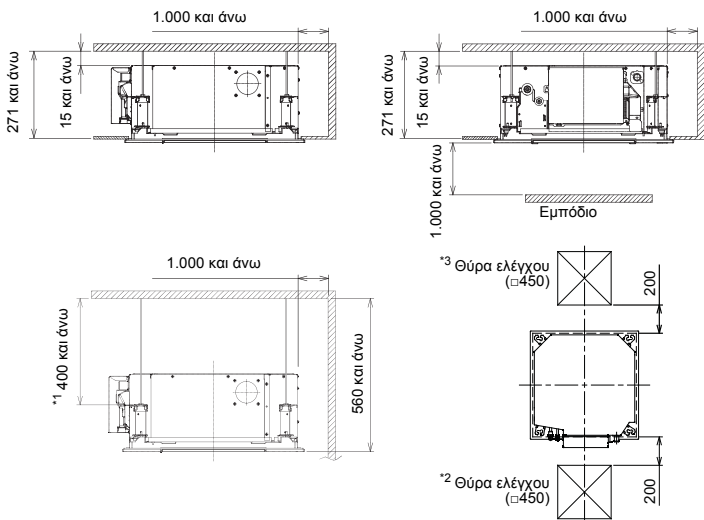 1.000 και άνω
271 και άνω
15 και άνω
1.000 και άνω
271 και άνω
15 και άνω
1.000 και άνω
Εμπόδιο
1.000 και άνω
*1 400 και άνω
560 και άνω
*3 Θύρα ελέγχου
(□450)
200
*2 Θύρα ελέγχου
(□450)
200